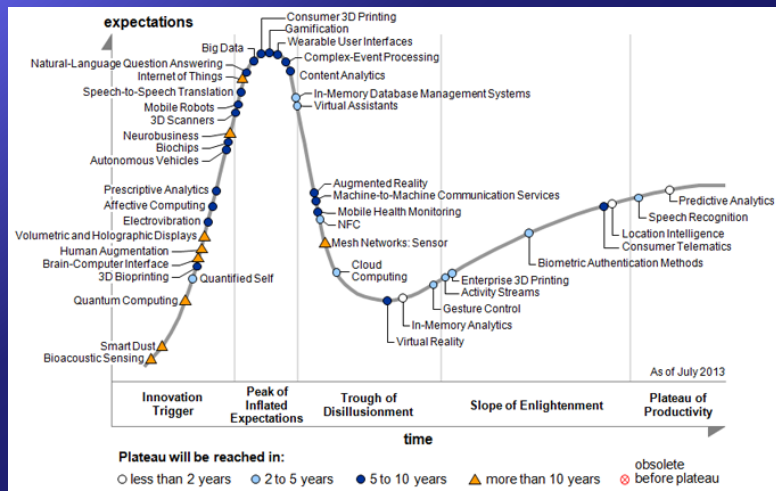 expectations
Consumer 3D Printing
Gamification
Wearable User Interfaces
Big Data
Complex-Event Processing
Natural-Language Question Answering
Content Analytics
Internet of Things
Speech-to-Speech Translation
In-Memory Database Management Systems
Mobile Robots
Virtual Assistants
3D Scanners
Neurobusiness
Biochips
Autonomous Vehicles
Prescriptive Analytics
Affective Computing
Electrovibration
Volumetric and Holographic Displays
Human Augmentation
Brain-Computer Interface
3D Bioprinting
Quantified Self
Quantum Computing
Smart Dust
Bioacoustic Sensing
Augmented Reality
Machine-to-Machine Communication Services
Mobile Health Monitoring
NFC
Mesh Networks: Sensor
Cloud
Computing
Enterprise 3D Printing
Activity Streams
Gesture Control
In-Memory Analytics
Virtual Reality
Predictive Analytics
Speech Recognition
Location Intelligence
Consumer Telematics
Biometric Authentication Methods
As of July 2013
Innovation
Trigger
Peak of
Inflated
Expectations
Trough of
Disillusionment
Slope of Enlightenment
Plateau of
Productivity
time
Plateau will be reached in:
less than 2 years
2 to 5 years
5 to 10 years
more than 10 years
obsolete
before plateau